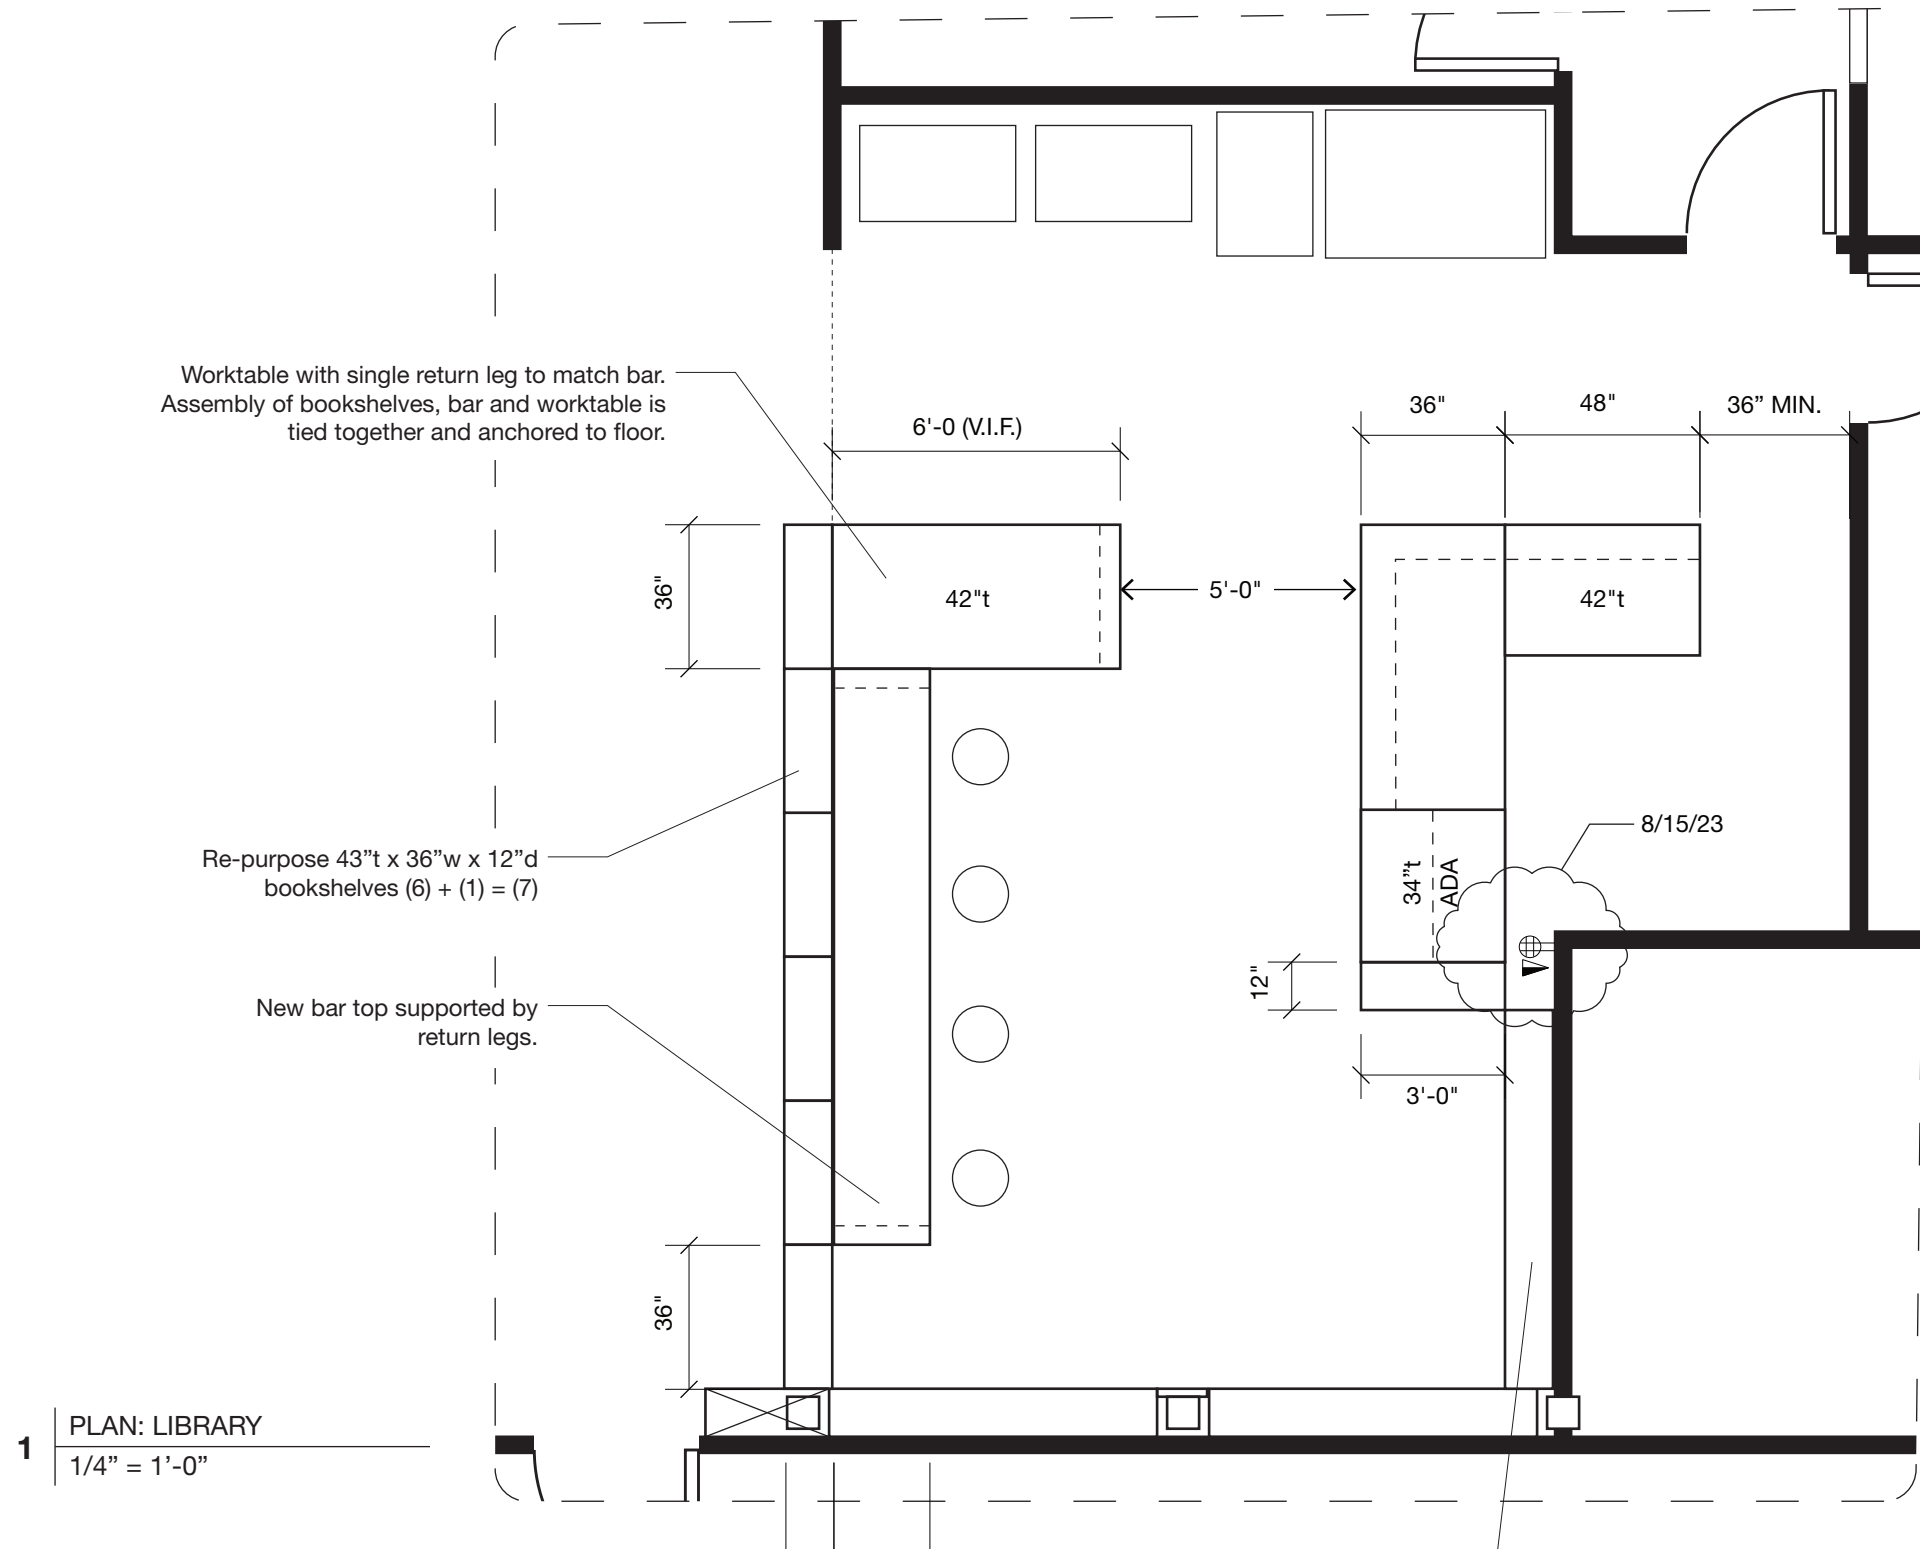 Worktable with single return leg to match bar.
Assembly of bookshelves, bar and worktable is
tied together and anchored to floor.
6'-0 (V.I.F.)
36"
48"
36” MIN.
36"
42"t
5'-0"
42"t
8/15/23
Re-purpose 43”t x 36”w x 12”d
bookshelves (6) + (1) = (7)
34”t
ADA
12"
New bar top supported by
return legs.
3'-0"
36"
1
PLAN: LIBRARY
1/4” = 1’-0”